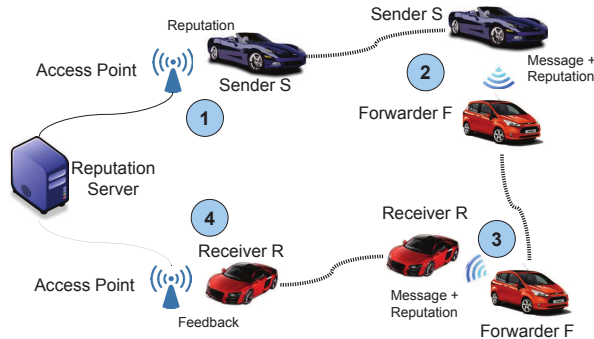 Reputation
Sender S
Access Point
Sender S
1
2
Message +
Reputation
Forwarder F
Reputation
Server
4
Receiver R
Access Point
Feedback
Receiver R
3
Message +
Reputation
Forwarder F